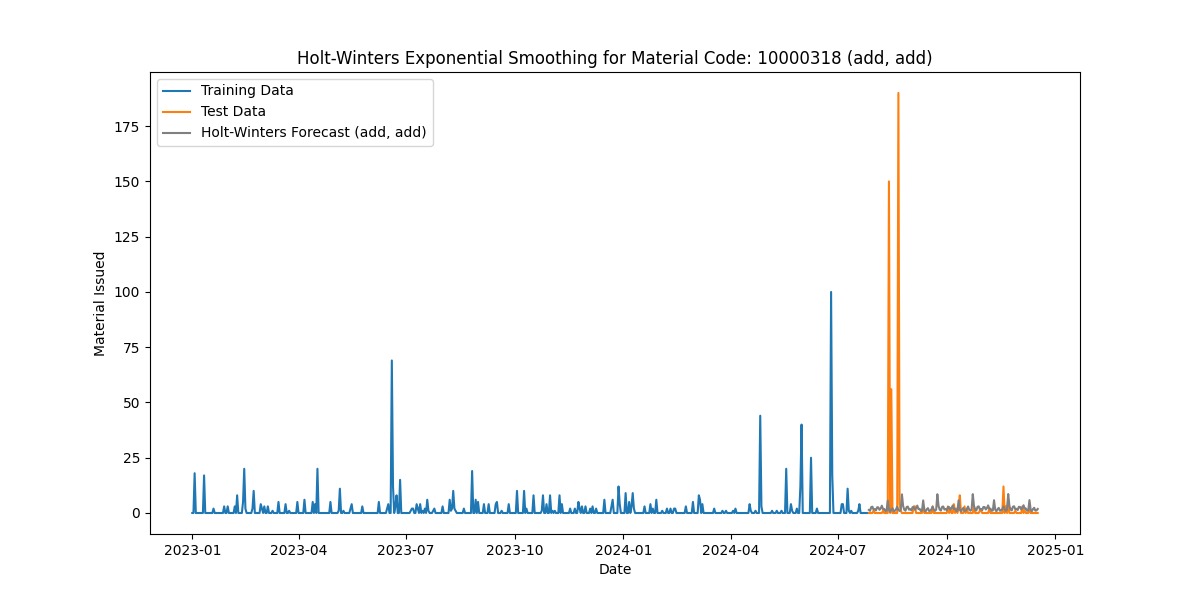 Holt-Winters Exponential Smoothing for Material Code: 10000318 (add, add)
Training Data
Test Data
Holt-Winters Forecast (add, add)
175
150
125
100
75
50
25
0
Material Issued
2023-01 2023-04 2023-07 2023-10 2024-01 2024-04 2024-07 2024-10 2025-01
Date